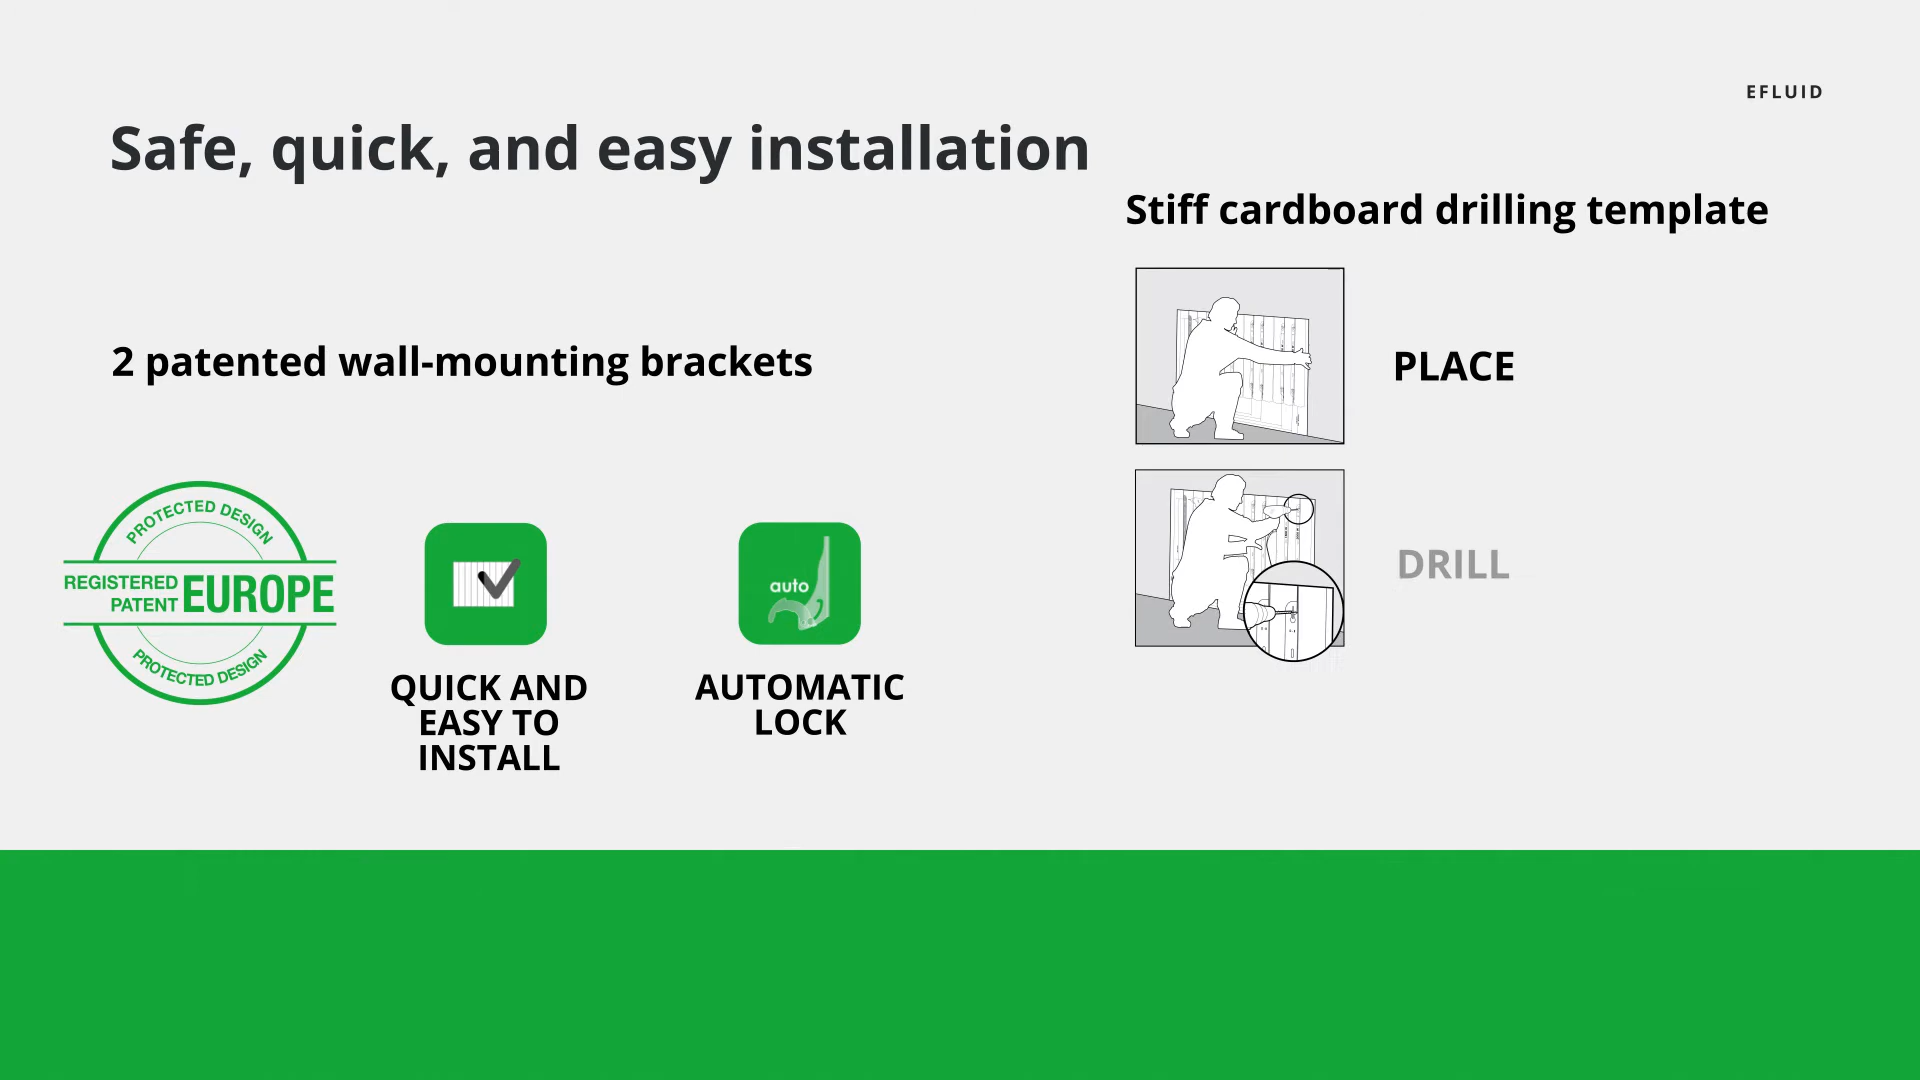 EFLUID
Safe, quick, and easy installation
2 patented wall-mounting brackets
PROTECTED DESIGN
REGISTERED
PATENT
EUROPE
PROTECTED DESIGN
QUICK AND
EASY TO
INSTALL
auto
AUTOMATIC
LOCK
Stiff cardboard drilling template
PLACE
DRILL